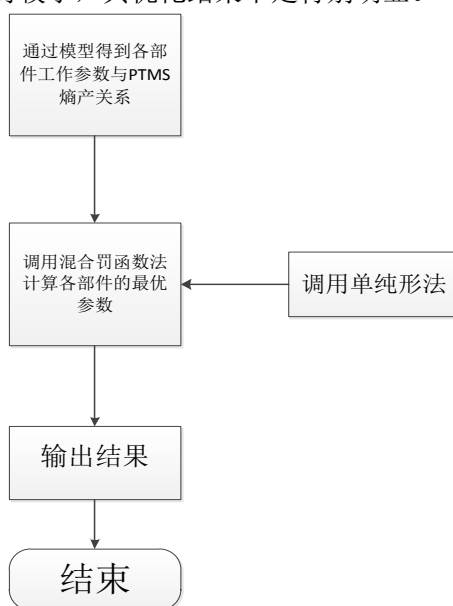 通过模型得到各部
件工作参数与PTMS
熵产关系
调用混合罚函数法
计算各部件的最优
参数
调用单纯形法
输出结果
结束